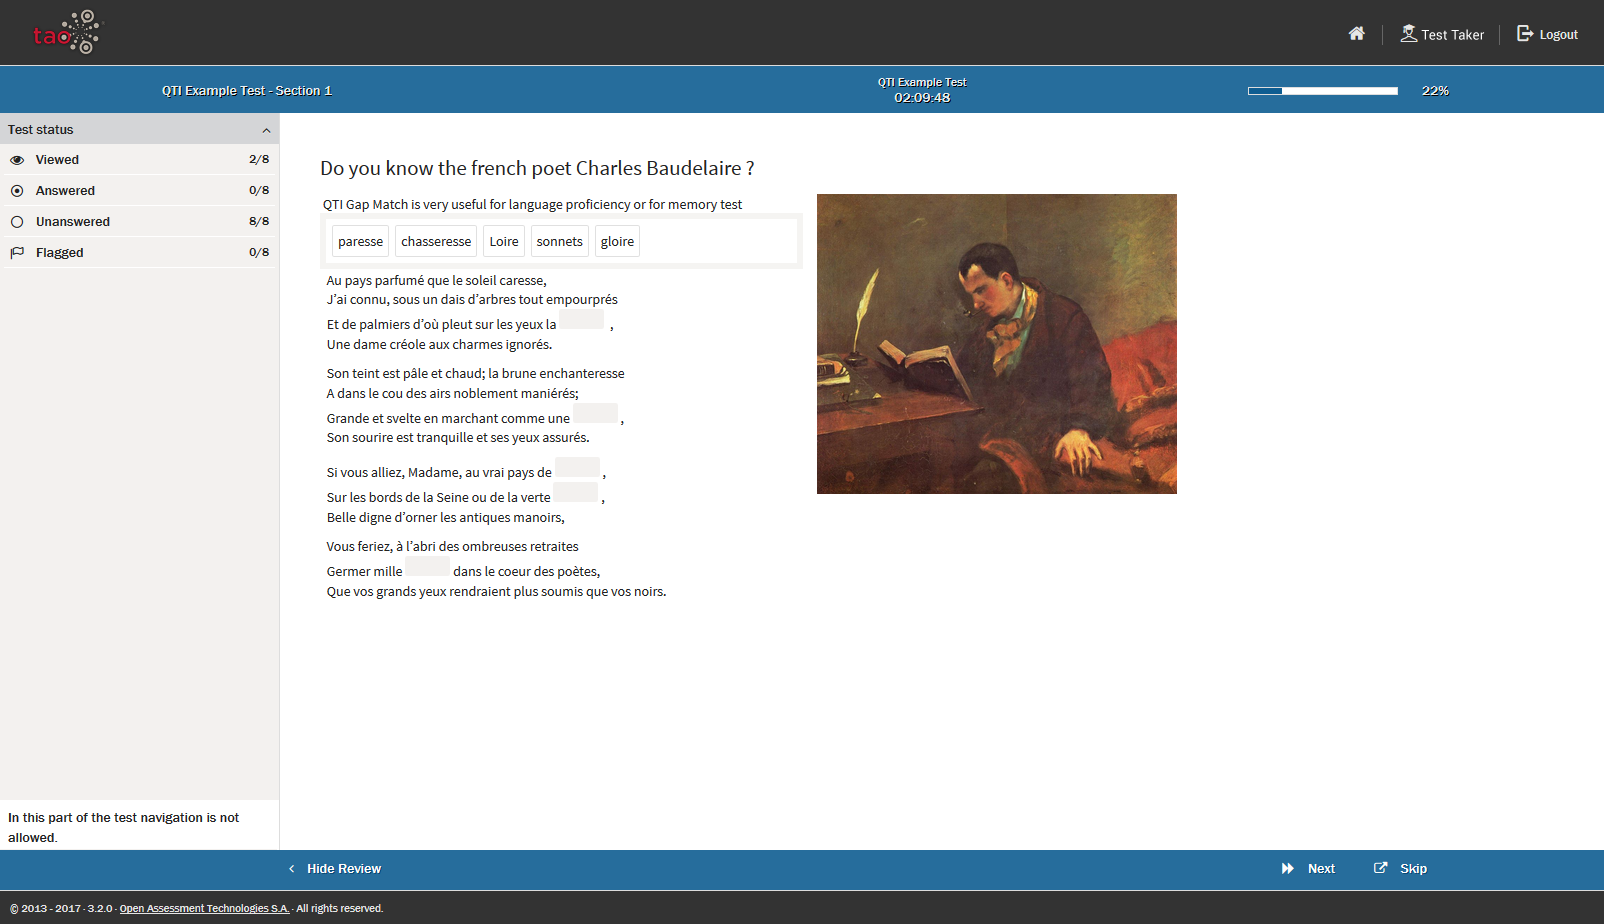 tao
Test Taker
Logout
QTI Example Test - Section 1
QTI Example Test
02:09:48
22%
Test status
Viewed 2/8
Answered 0/8
Unanswered 8/8
Flagged 0/8
In this part of the test navigation is not
allowed.
Do you know the french poet Charles Baudelaire ?
QTI Gap Match is very useful for language proficiency or for memory test
paresse chasseresse Loire sonnets gloire
Au pays parfumé que le soleil caresse,
J’ai connu, sous un dais d’arbres tout empourprés
Et de palmiers d’où pleut sur les yeux la ,
Une dame créole aux charmes ignorés.
Son teint est pâle et chaud; la brune enchanteresse
A dans le cou des airs noblement maniérés;
Grande et svelte en marchant comme une ,
Son sourire est tranquille et ses yeux assurés.
Si vous alliez, Madame, au vrai pays de ,
Sur les bords de la Seine ou de la verte ,
Belle digne d’orner les antiques manoirs,
Vous feriez, à l’abri des ombreuses retraites
Germer mille dans le coeur des poètes,
Que vos grands yeux rendraient plus soumis que vos noirs.
Hide Review
Next
Skip
© 2013 - 2017 · 3.2.0 · Open Assessment Technologies S.A. · All rights reserved.